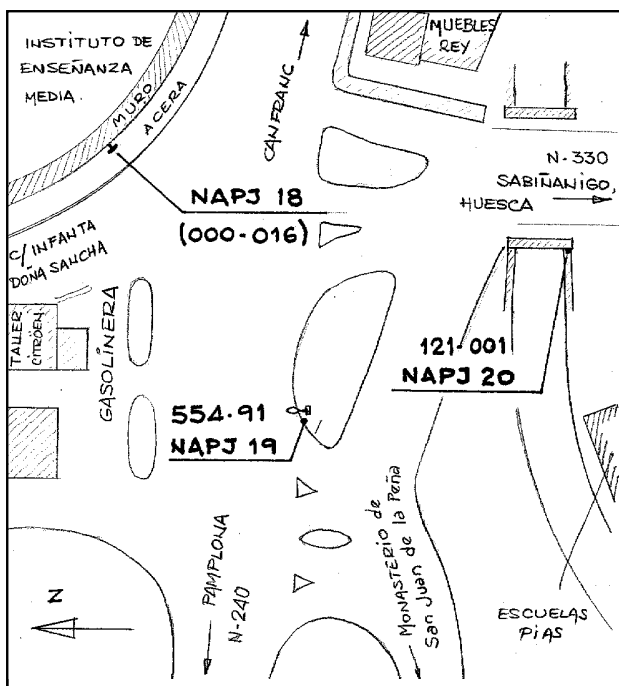 INSTITUTO DE
ENSEÑANZA
MEDIA.
MURO
ACERA
CANFRANC
MUEBLES
REY
N-330
SABIÑANIGO,
HUESCA
NAPJ 18
(000-016)
C/ INFANTA
DOÑA SANCHA
TALLER
CITRÖEN
GASOLINERA
554.91
NAPJ 19
121-001
NAPJ 20
PAMPLONA
N-240
MONASTERIO de
San Juan de la Peña
ESCUELAS
PIAS
N